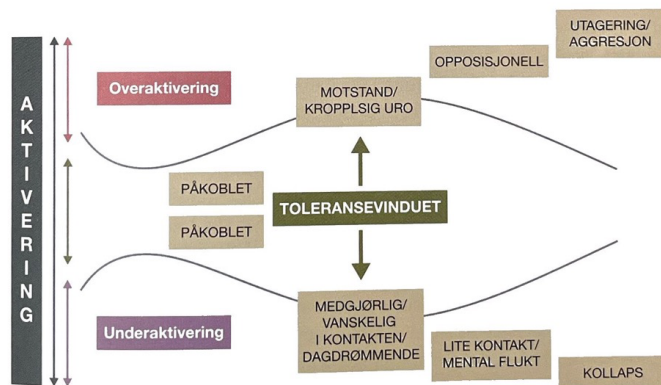 AKTIVERING
UTAGERING/
AGGRESJON
OPPOSISJONELL
Overaktivering
MOTSTAND/
KROPPLSIG URO
PÅKOBLET
TOLERANSEVINDUET
PÅKOBLET
MEDGJØRLIG/
VANSKELIG
I KONTAKTEN/
DAGDRØMMENDE
Underaktivering
LITE KONTAKT/
MENTAL FLUKT
KOLLAPS